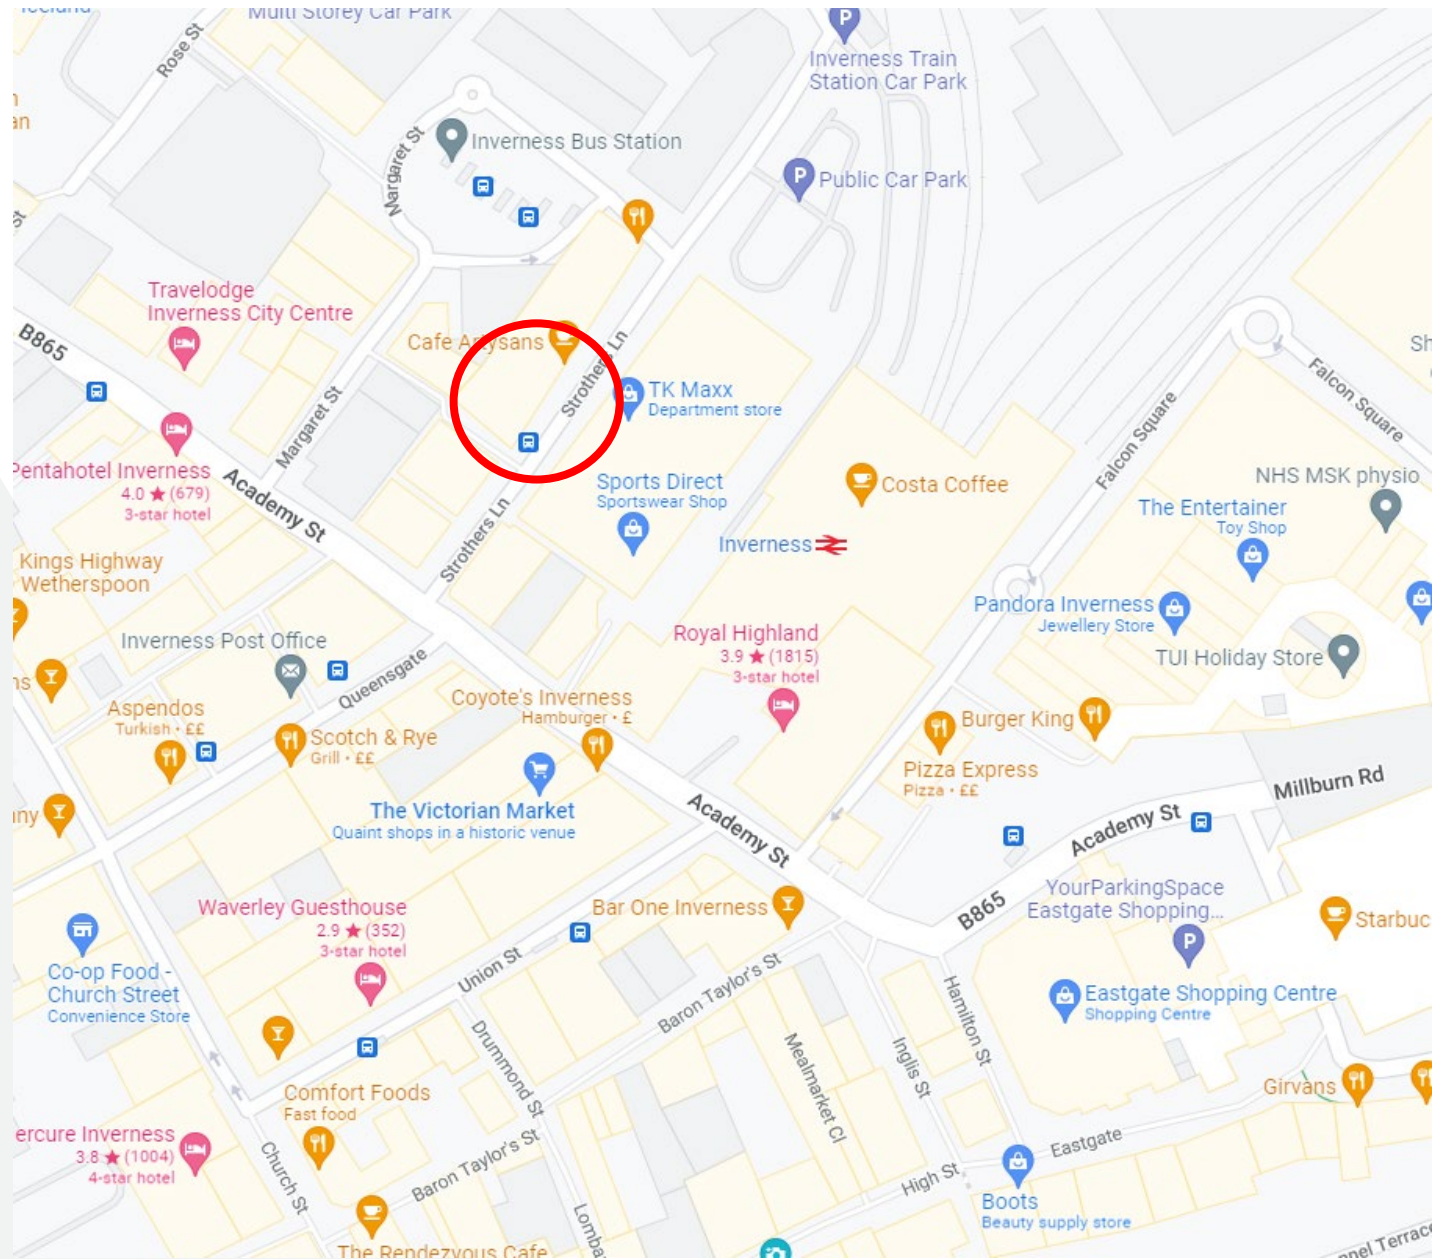 Iceland
Multi Storey Car Park
Rose St
Inverness Train
Station Car Park
P
Margaret St
Inverness Bus Station
P
Public Car Park
St
Travelodge
Inverness City Centre
B865
Cafe Artysans
Strothers Ln
TK Maxx
Department store
Falcon Square
Falcon Square
Sh
Margaret St
Pentahotel Inverness
4.0 ★ (679)
3-star hotel
Academy St
Sports Direct
Sportswear Shop
Costa Coffee
NHS MSK physio
The Entertainer
Toy Shop
Strothers Ln
Inverness
Kings Highway
Wetherspoon
Pandora Inverness
Jewellery Store
Inverness Post Office
Royal Highland
3.9 ★ (1815)
3-star hotel
TUI Holiday Store
Queensgate
Aspendos
Turkish • ££
Coyote's Inverness
Hamburger • £
Scotch & Rye
Grill • ££
Burger King
Pizza Express
Pizza • ££
Millburn Rd
The Victorian Market
Quaint shops in a historic venue
Academy St
Academy St
B865
YourParkingSpace
Eastgate Shopping...
P
Waverley Guesthouse
2.9 ★ (352)
3-star hotel
Bar One Inverness
Starbuc
Co-op Food -
Church Street
Convenience Store
Union St
Baron Taylor's St
Hamilton St
Eastgate Shopping Centre
Shopping Centre
Drummond St
Mealmarket Cl
Inglis St
Comfort Foods
Fast food
Girvans
ercure Inverness
3.8 ★ (1004)
4-star hotel
Church St
Baron Taylor's St
Eastgate
High St
Boots
Beauty supply store
Lomba
The Rendezvous Cafe
nel Terrace